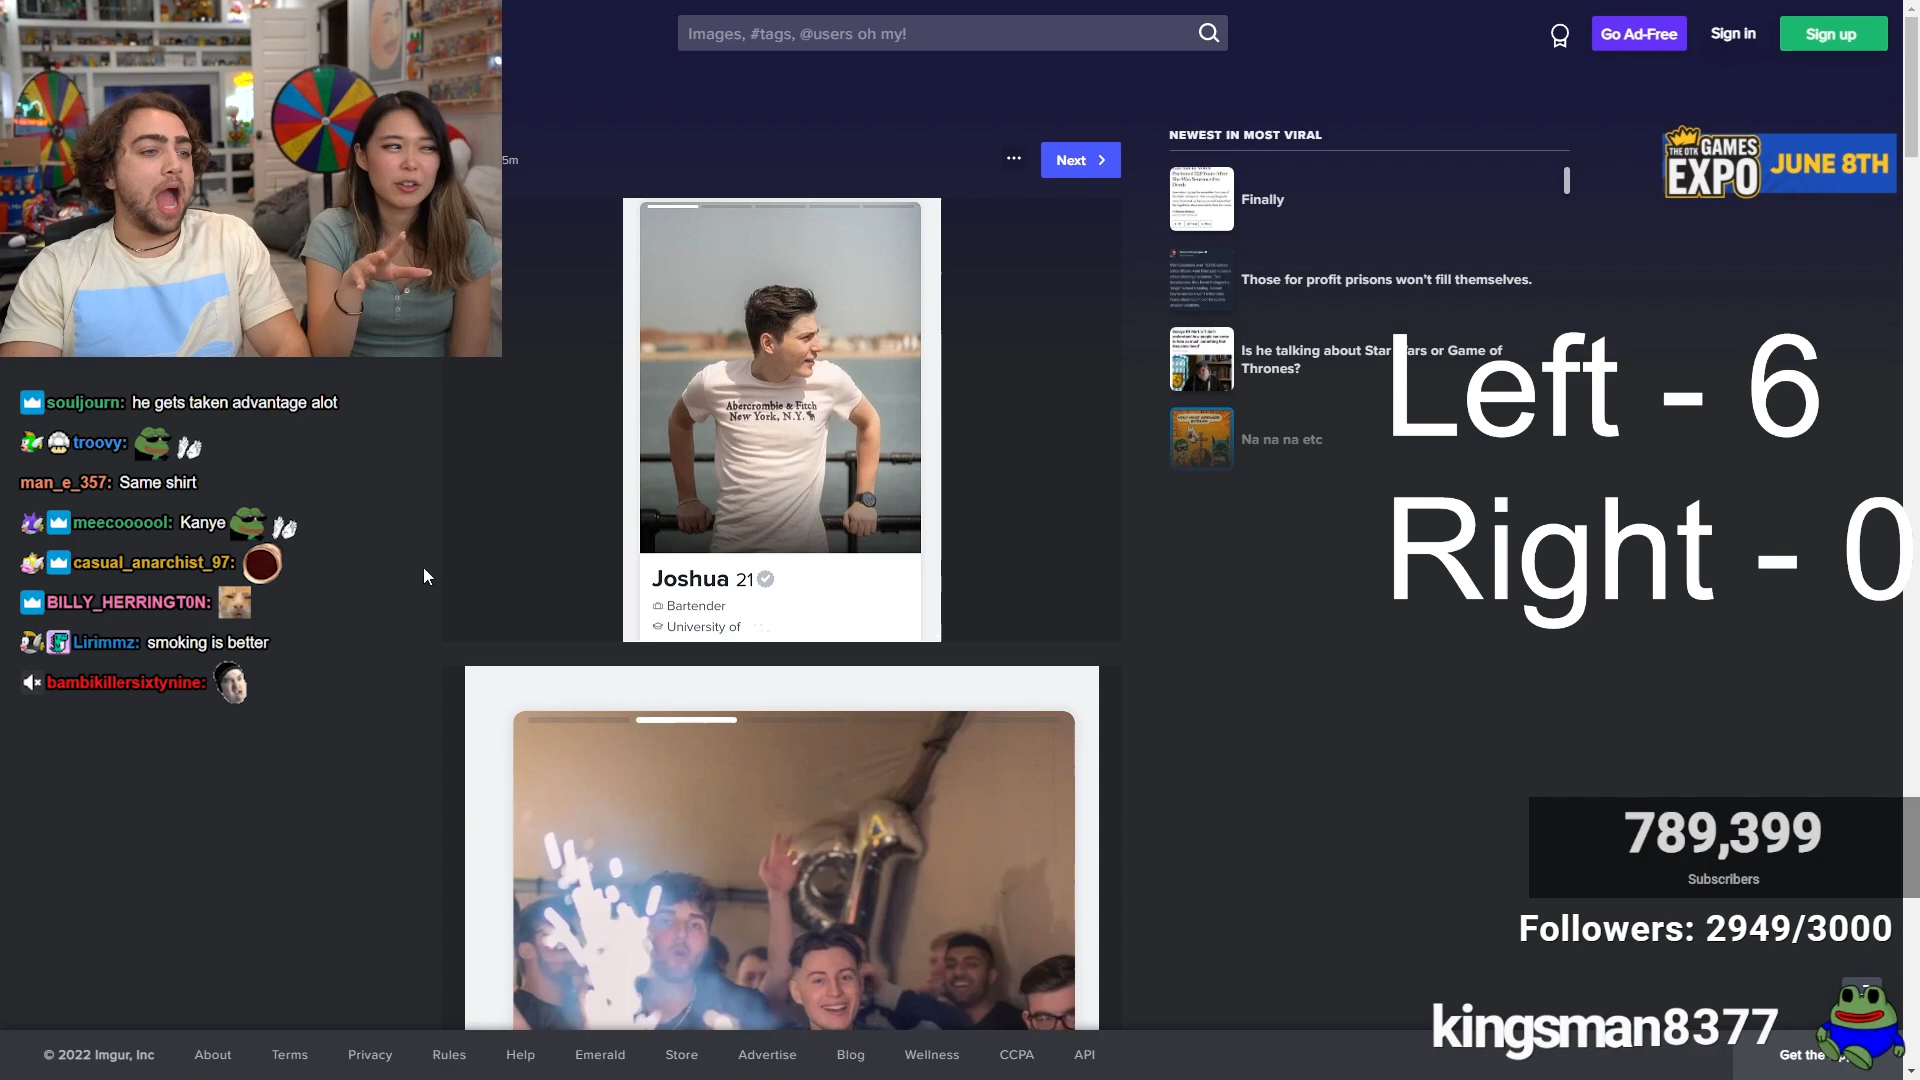 Images, #tags, @users oh my!
Go Ad-Free
Sign in
Sign up
5m
Next
NEWEST IN MOST VIRAL
Finally
Those for profit prisons won't fill themselves.
Is he talking about Star Wars or Game of
Thrones?
Na na na etc
THE OTK GAMES
EXPO
JUNE 8TH
Left - 6
Right - 0
souljourn: he gets taken advantage alot
troovy:
man_e_357: Same shirt
meecoooool: Kanye
casual_anarchist_97:
BILLY_HERRINGT0N:
Lirimmz: smoking is better
bambikillersixtynine:
Abercrombie & Fitch
New York, N.Y.
Joshua 21
Bartender
University of
789,399
Subscribers
Followers: 2949/3000
kingsman8377
© 2022 Imgur, Inc
About
Terms
Privacy
Rules
Help
Emerald
Store
Advertise
Blog
Wellness
CCPA
API
Get the